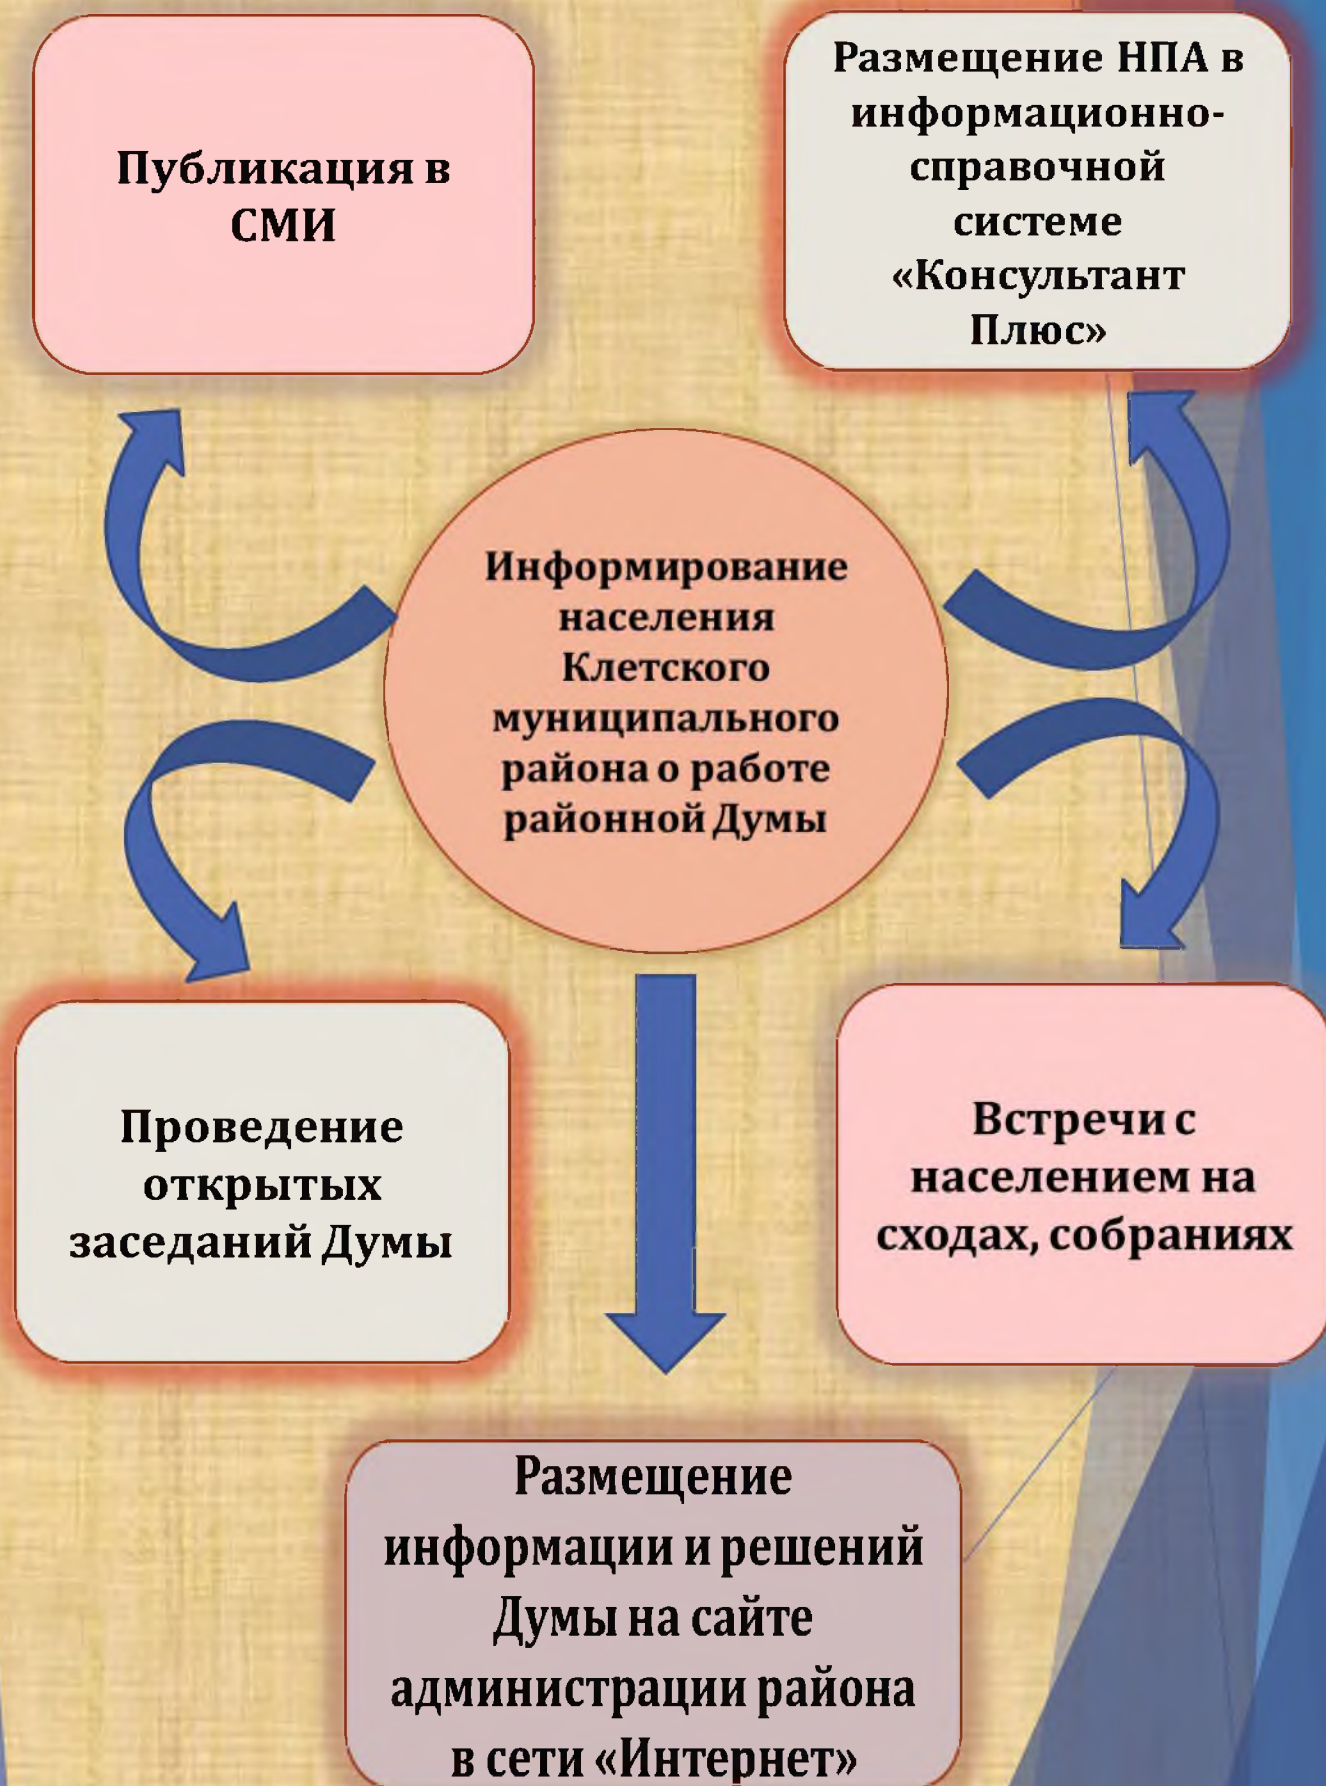 Публикация в
СМИ
Размещение НПА в
информационно-
справочной
системе
«Консультант
Плюс»
Информирование
населения
Клетского
муниципального
района о работе
районной Думы
Проведение
открытых
заседаний Думы
Встречи с
населением на
сходах, собраниях
Размещение
информации и решений
Думы на сайте
администрации района
в сети «Интернет»